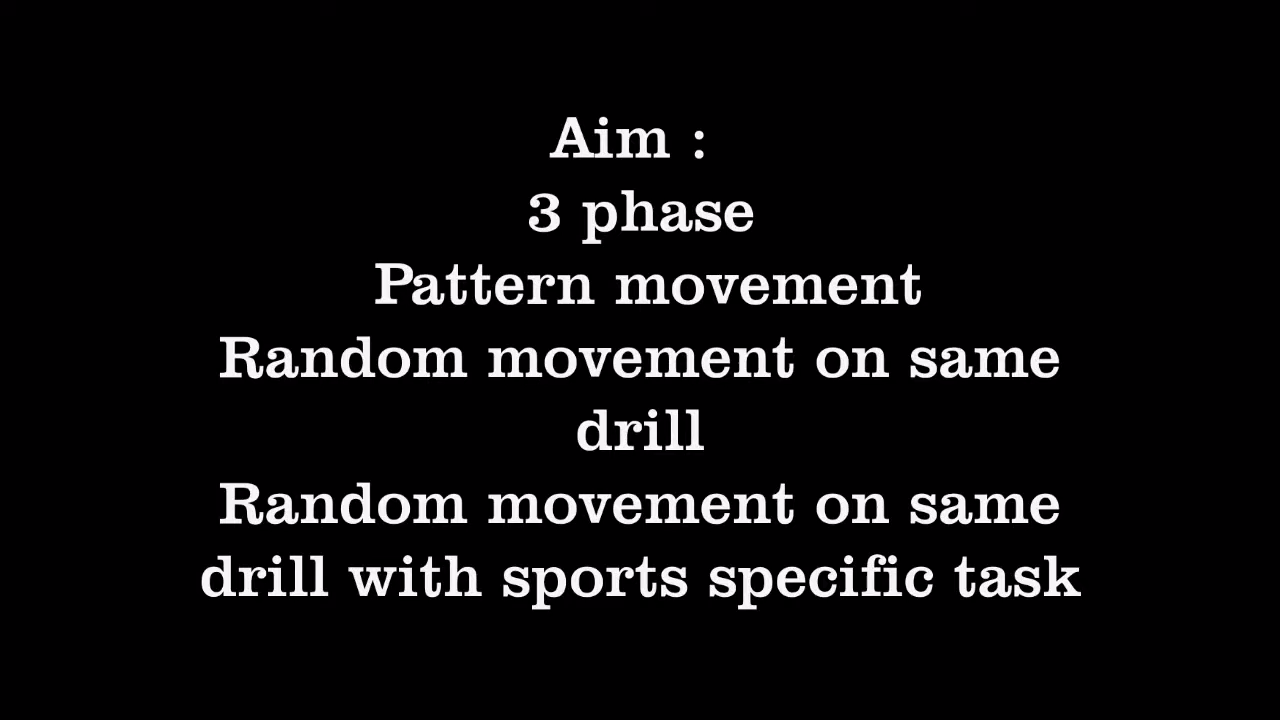 Aim :
3 phase
Pattern movement
Random movement on same
drill
Random movement on same
drill with sports specific task